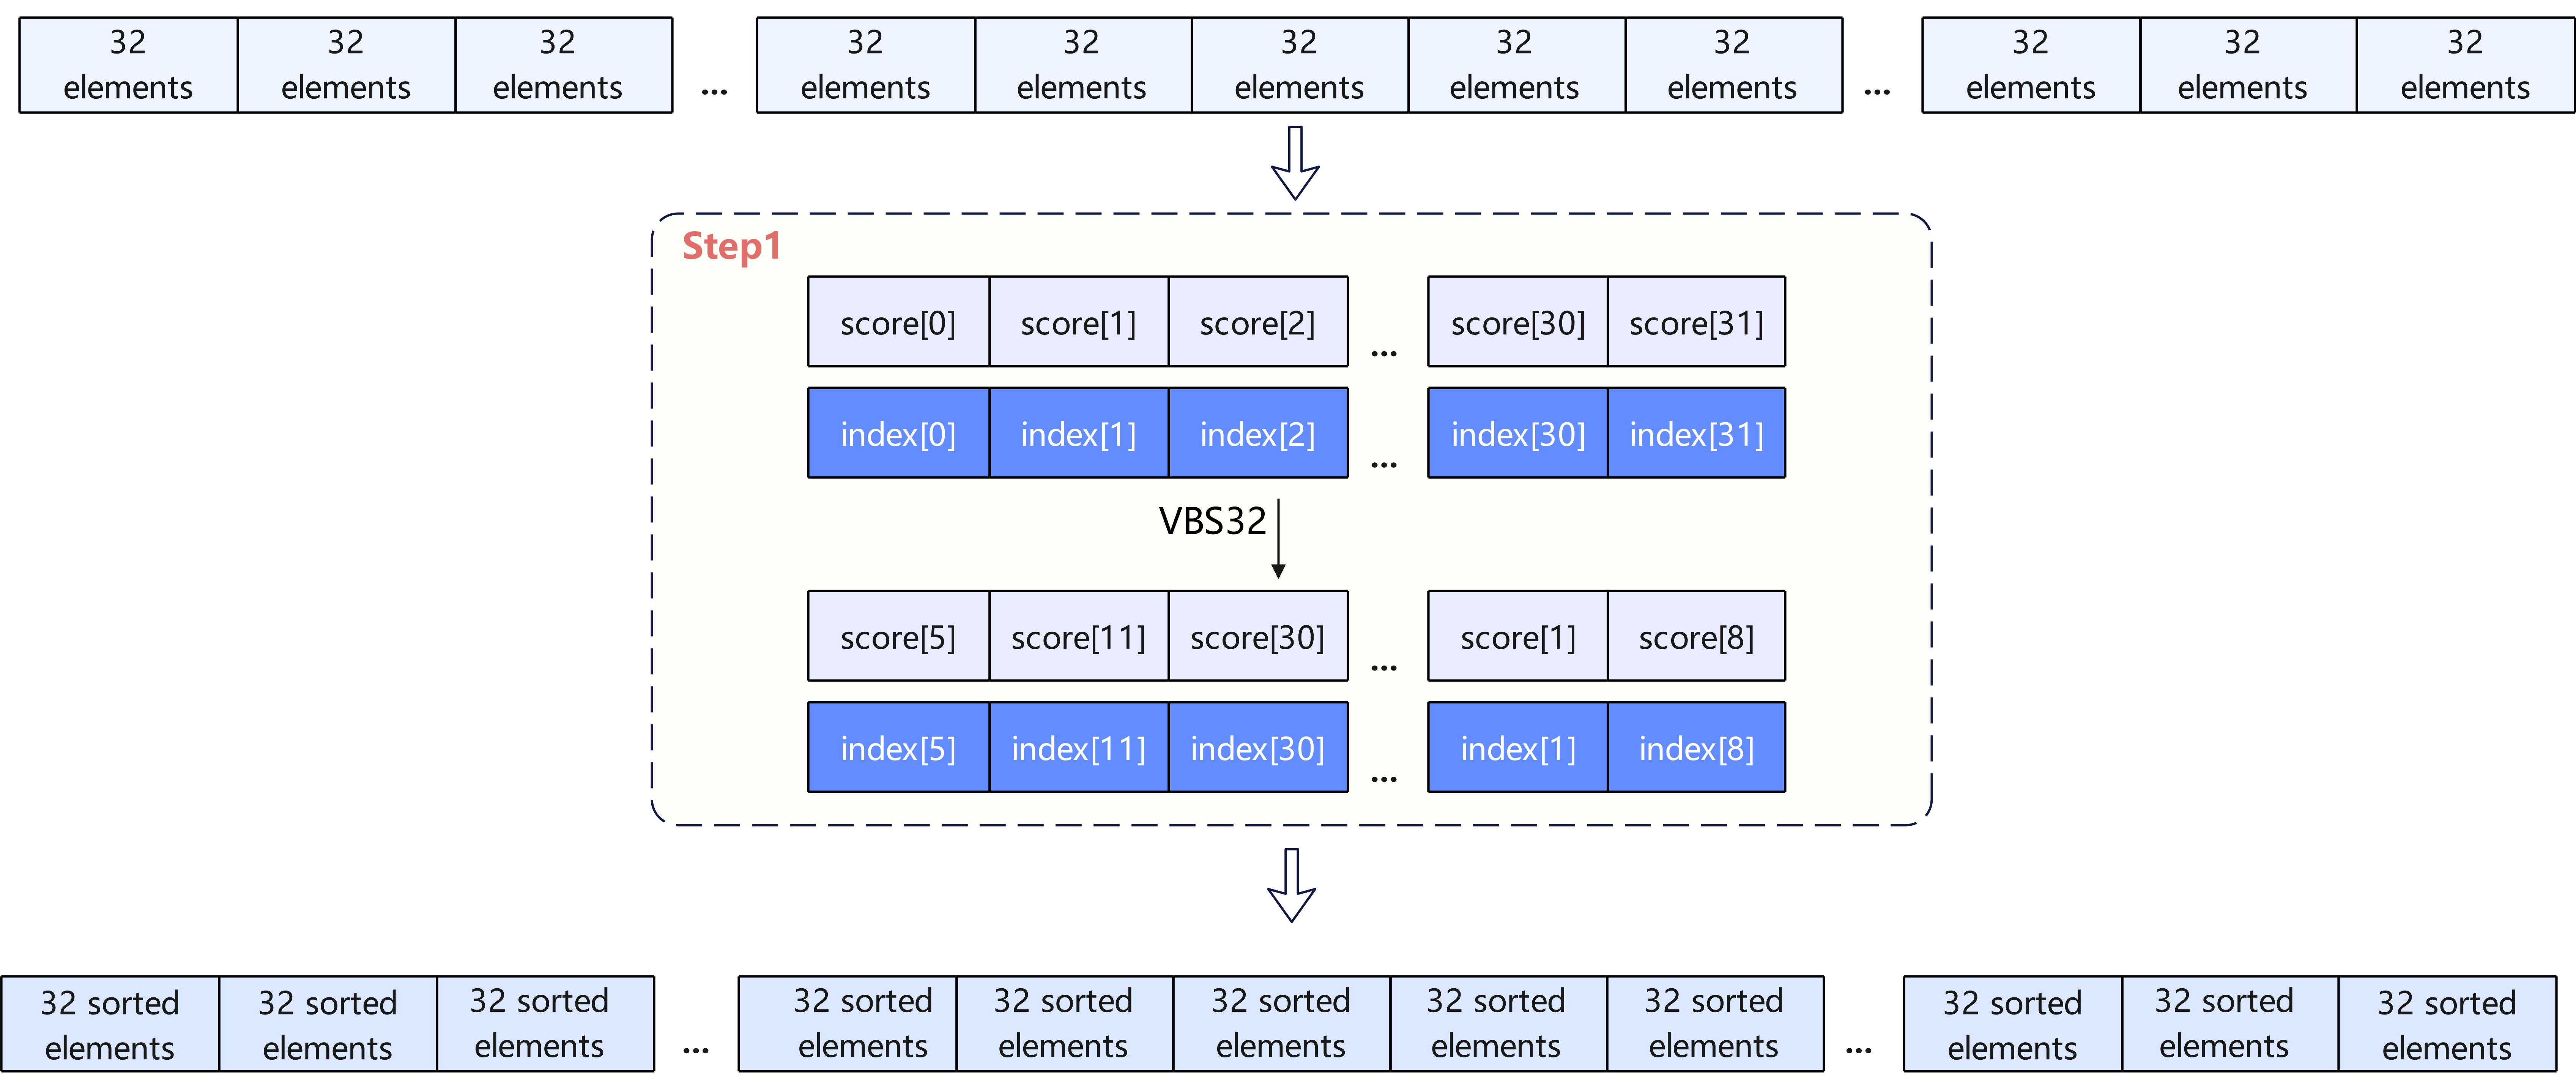 32 elements 32 elements 32 elements ... 32 elements 32 elements 32 elements 32 elements 32 elements ... 32 elements 32 elements 32 elements
Step1
score[0] score[1] score[2] ... score[30] score[31]
index[0] index[1] index[2] ... index[30] index[31]
VBS32
score[5] score[11] score[30] ... score[1] score[8]
index[5] index[11] index[30] ... index[1] index[8]
32 sorted elements 32 sorted elements 32 sorted elements ... 32 sorted elements 32 sorted elements 32 sorted elements 32 sorted elements 32 sorted elements ... 32 sorted elements 32 sorted elements 32 sorted elements